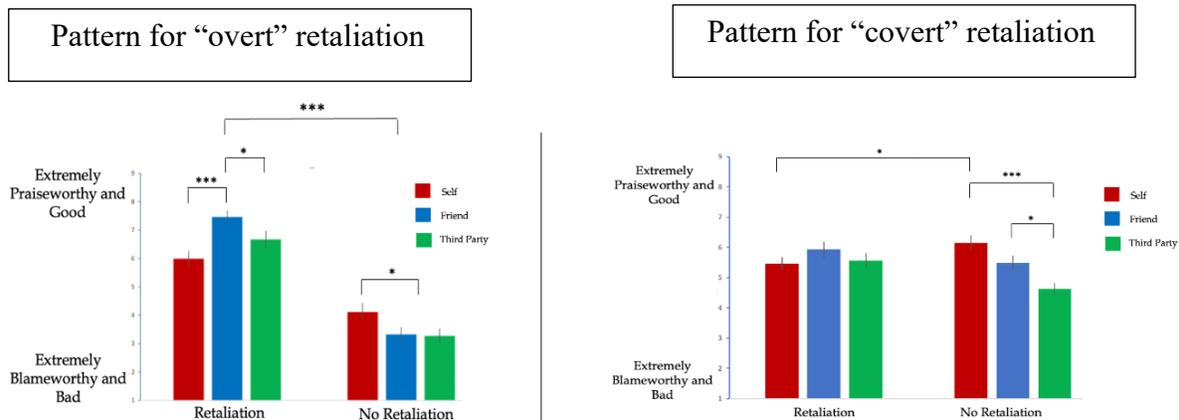 Pattern for “overt” retaliation
***
*
***
*
Extremely
Praiseworthy and
Good
Extremely
Blameworthy and
Bad
9
8
7
6
5
4
3
2
1
Retaliation
No Retaliation
Self
Friend
Third Party
Pattern for “covert” retaliation
*
***
*
Extremely
Praiseworthy and
Good
Extremely
Blameworthy and
Bad
9
8
7
6
5
4
3
2
1
Retaliation
No Retaliation
Self
Friend
Third Party